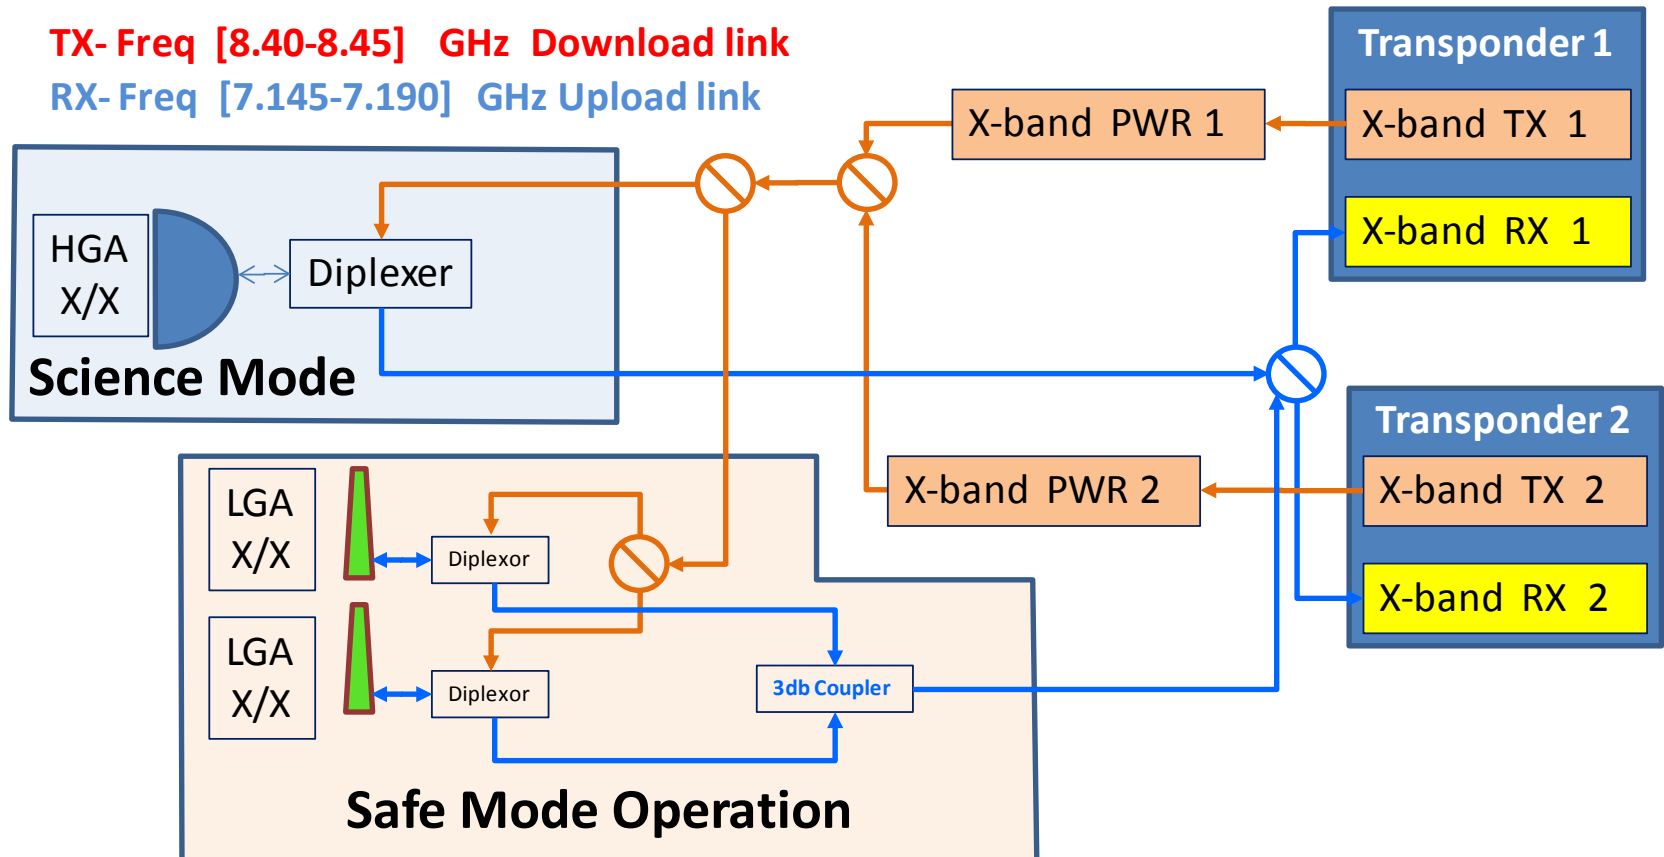 TX- Freq [8.40-8.45] GHz Download link
RX- Freq [7.145-7.190] GHz Upload link
Transponder 1
X-band PWR 1
X-band TX 1
X-band RX 1
HGA
X/X
Diplexer
Science Mode
Transponder 2
X-band PWR 2
X-band TX 2
X-band RX 2
LGA
X/X
Diplexor
LGA
X/X
Diplexor
3db Coupler
Safe Mode Operation